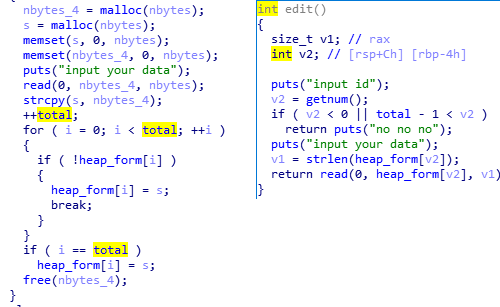 nbytes_4 = malloc(nbytes);
s = malloc(nbytes);
memset(s, 0, nbytes);
memset(nbytes_4, 0, nbytes);
puts("input your data");
read(0, nbytes_4, nbytes);
strcpy(s, nbytes_4);
++total;
for ( i = 0; i < total; ++i )
{
if ( !heap_form[i] )
{
heap_form[i] = s;
break;
}
}
if ( i == total )
heap_form[i] = s;
free(nbytes_4);
}
int edit()
{
size_t v1; // rax
int v2; // [rsp+Ch] [rbp-4h]
puts("input id");
v2 = getnum();
if ( v2 < 0 || total - 1 < v2 )
return puts("no no no");
puts("input your data");
v1 = strlen(heap_form[v2]);
return read(0, heap_form[v2], v1)
}